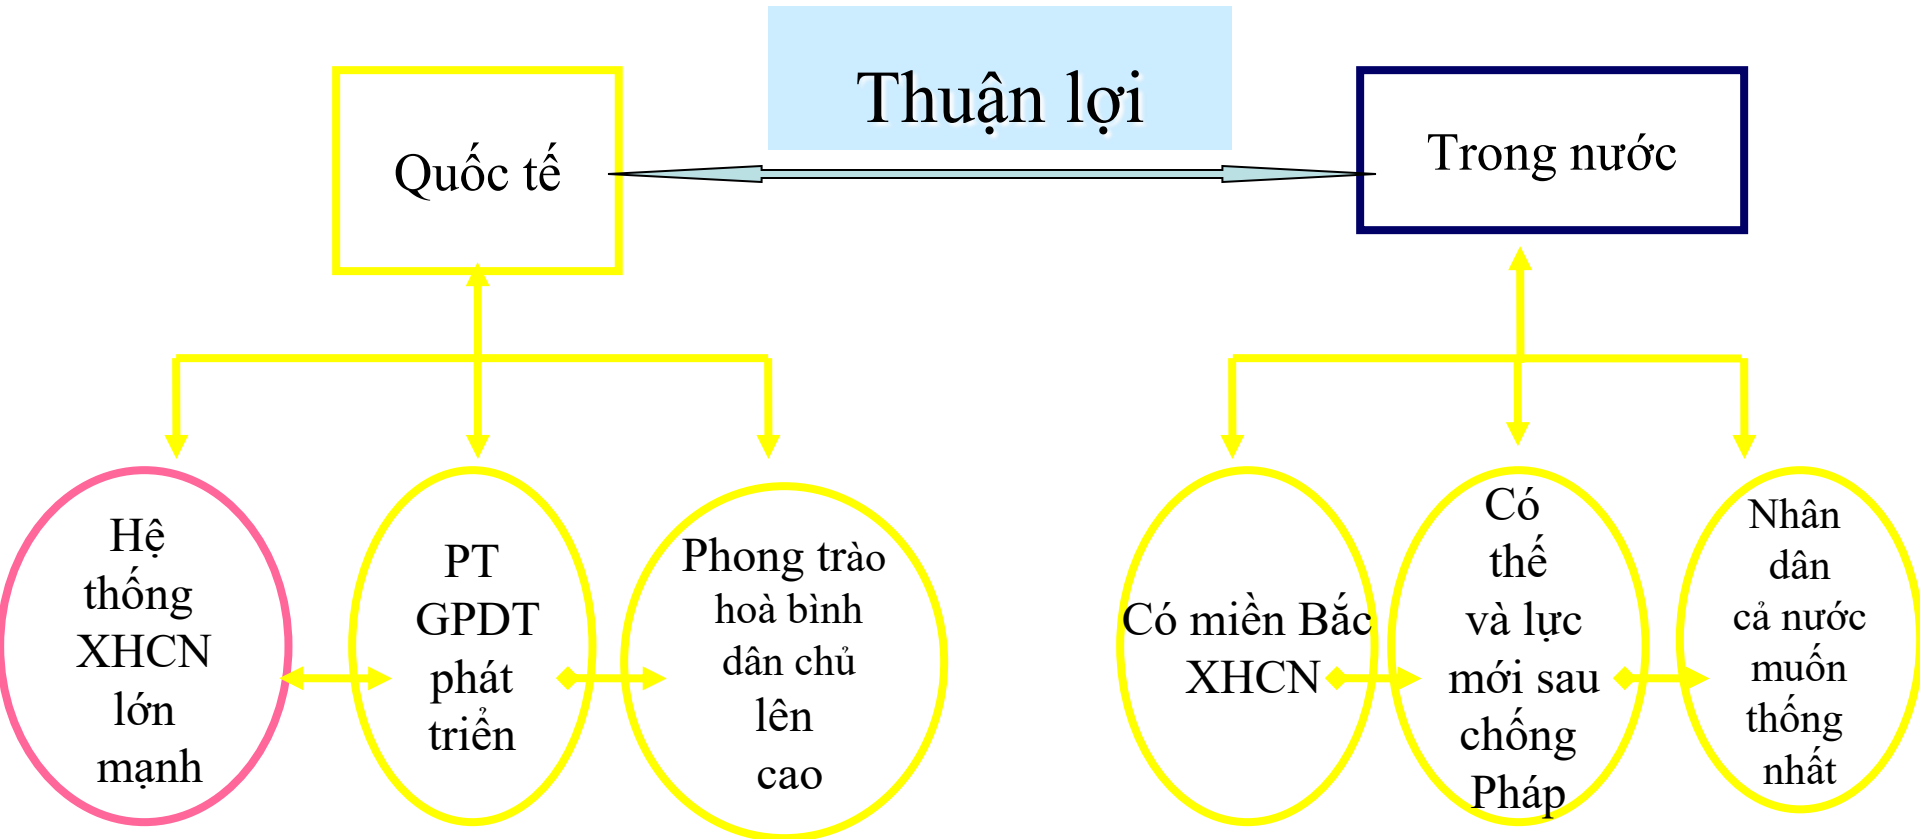 Thuận lợi
Quốc tế
Trong nước
Hệ
thống
XHCN
lớn
mạnh
PT
GPDT
phát
triển
Phong trào
hoà bình
dân chủ
lên
cao
Có miền Bắc
XHCN
Có
thế
và lực
mới sau
chống
Pháp
Nhân
dân
cả nước
muốn
thống
nhất